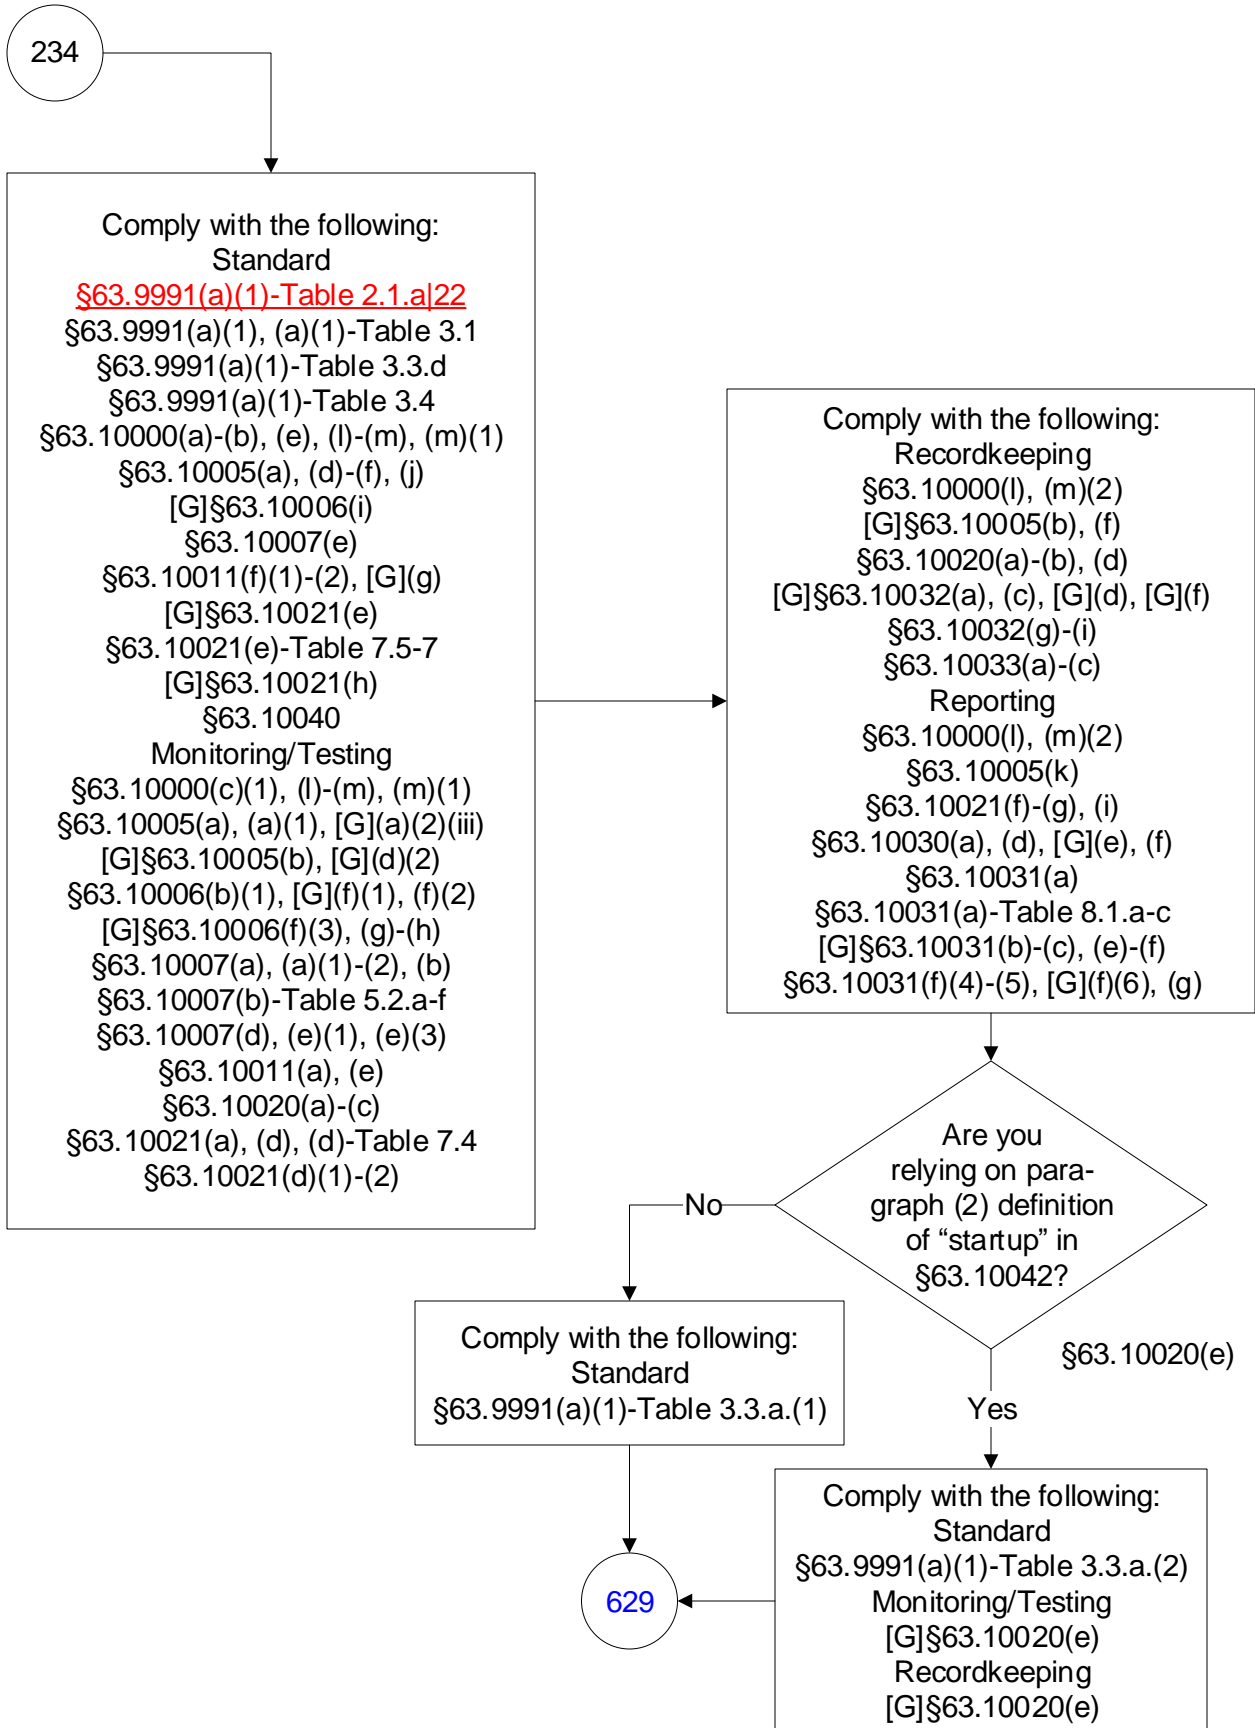 234
Comply with the following:
Standard
§63.9991(a)(1)-Table 2.1.a|22
§63.9991(a)(1), (a)(1)-Table 3.1
§63.9991(a)(1)-Table 3.3.d
§63.9991(a)(1)-Table 3.4
§63.10000(a)-(b), (e), (l)-(m), (m)(1)
§63.10005(a), (d)-(f), (j)
[G]§63.10006(i)
§63.10007(e)
§63.10011(f)(1)-(2), [G](g)
[G]§63.10021(e)
§63.10021(e)-Table 7.5-7
[G]§63.10021(h)
§63.10040
Monitoring/Testing
§63.10000(c)(1), (l)-(m), (m)(1)
§63.10005(a), (a)(1), [G](a)(2)(iii)
[G]§63.10005(b), [G](d)(2)
§63.10006(b)(1), [G](f)(1), (f)(2)
[G]§63.10006(f)(3), (g)-(h)
§63.10007(a), (a)(1)-(2), (b)
§63.10007(b)-Table 5.2.a-f
§63.10007(d), (e)(1), (e)(3)
§63.10011(a), (e)
§63.10020(a)-(c)
§63.10021(a), (d), (d)-Table 7.4
§63.10021(d)(1)-(2)
Comply with the following:
Recordkeeping
§63.10000(l), (m)(2)
[G]§63.10005(b), (f)
§63.10020(a)-(b), (d)
[G]§63.10032(a), (c), [G](d), [G](f)
§63.10032(g)-(i)
§63.10033(a)-(c)
Reporting
§63.10000(l), (m)(2)
§63.10005(k)
§63.10021(f)-(g), (i)
§63.10030(a), (d), [G](e), (f)
§63.10031(a)
§63.10031(a)-Table 8.1.a-c
[G]§63.10031(b)-(c), (e)-(f)
§63.10031(f)(4)-(5), [G](f)(6), (g)
Are you
relying on para-
graph (2) definition
of “startup” in
§63.10042?
§63.10020(e)
No
Comply with the following:
Standard
§63.9991(a)(1)-Table 3.3.a.(1)
Yes
Comply with the following:
Standard
§63.9991(a)(1)-Table 3.3.a.(2)
Monitoring/Testing
[G]§63.10020(e)
Recordkeeping
[G]§63.10020(e)
629